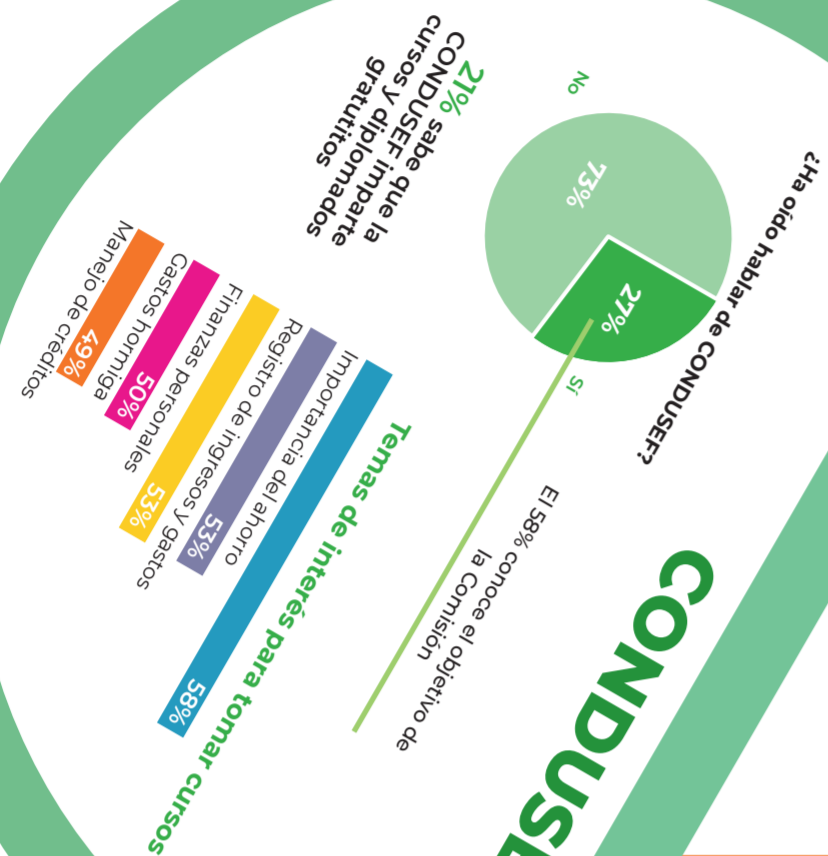 CONDUSE
¿Ha oído hablar de CONDUSEF?
No
73%
27%
Sí
El 58% conoce el objetivo de
la Comisión
21% sabe que la
CONDUSEF imparte
cursos y diplomados
gratutitos
Temas de interés para tomar cursos
58%
Importancia del ahorro
53%
Registro de ingresos y gastos
53%
Finanzas personales
50%
Gastos hormiga
49%
Manejo de créditos